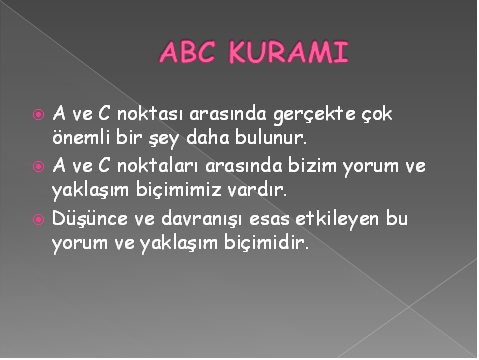 ABC KURAMI
A ve C noktası arasında gerçekte çok
önemli bir şey daha bulunur.
A ve C noktaları arasında bizim yorum ve
yaklaşım biçimimiz vardır.
Düşünce ve davranışı esas etkileyen bu
yorum ve yaklaşım biçimidir.